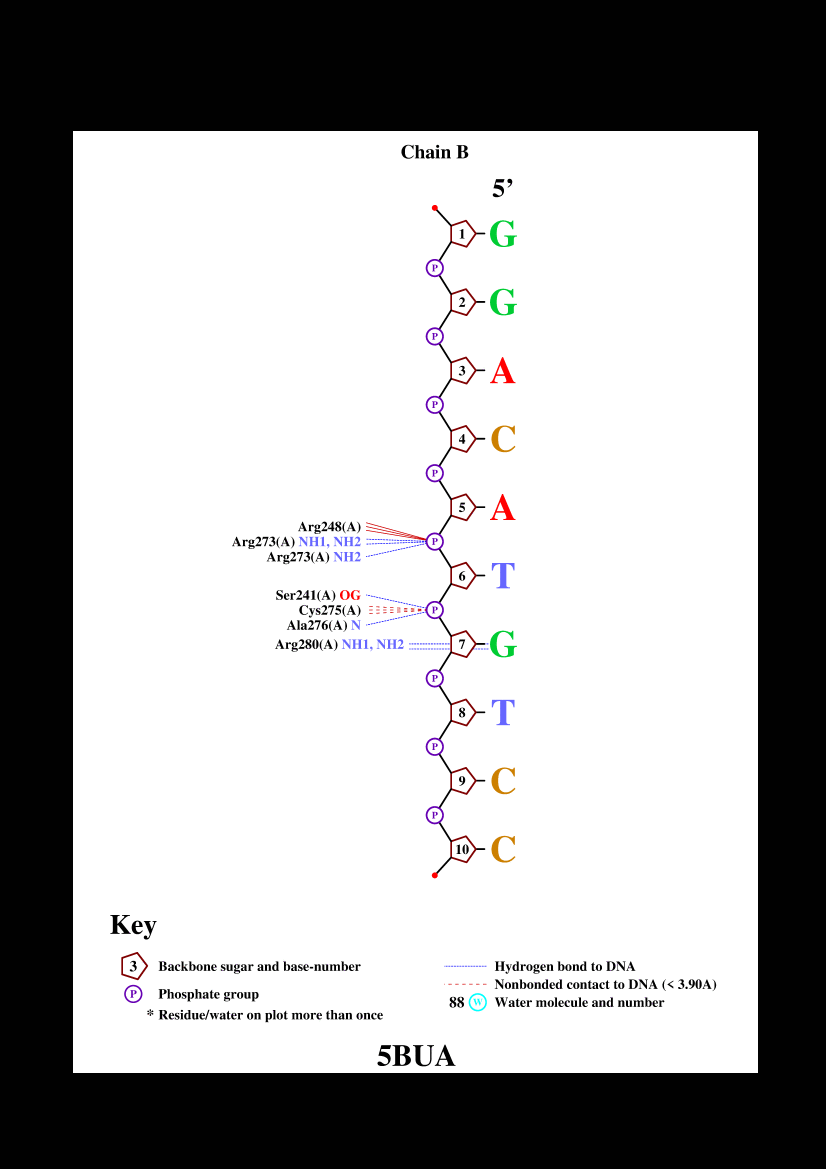 Chain B
5’
1 G
P
2 G
P
3 A
P
4 C
P
5 A
Arg248(A)
Arg273(A) NH1, NH2 P
Arg273(A) NH2
6 T
Ser241(A) OG
Cys275(A) P
Ala276(A) N
Arg280(A) NH1, NH2 7 G
P
8 T
P
9 C
P
10 C
Key
3 Backbone sugar and base-number
P Phosphate group
* Residue/water on plot more than once
Hydrogen bond to DNA
Nonbonded contact to DNA (< 3.90A)
88 W Water molecule and number
5BUA